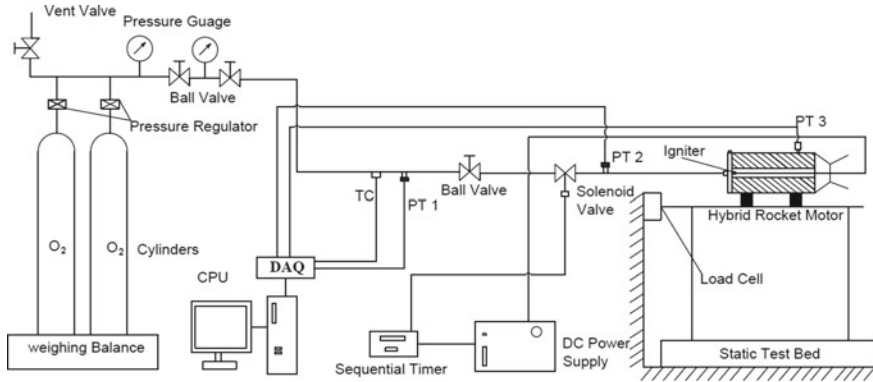 Vent Valve
Pressure Guage
Ball Valve
Pressure Regulator
PT 3
PT 2
Igniter
TC
PT 1
Ball Valve
Solenoid
Valve
Hybrid Rocket Motor
O2
O2
Cylinders
CPU
DAQ
Load Cell
weighing Balance
Sequential Timer
DC Power
Supply
Static Test Bed